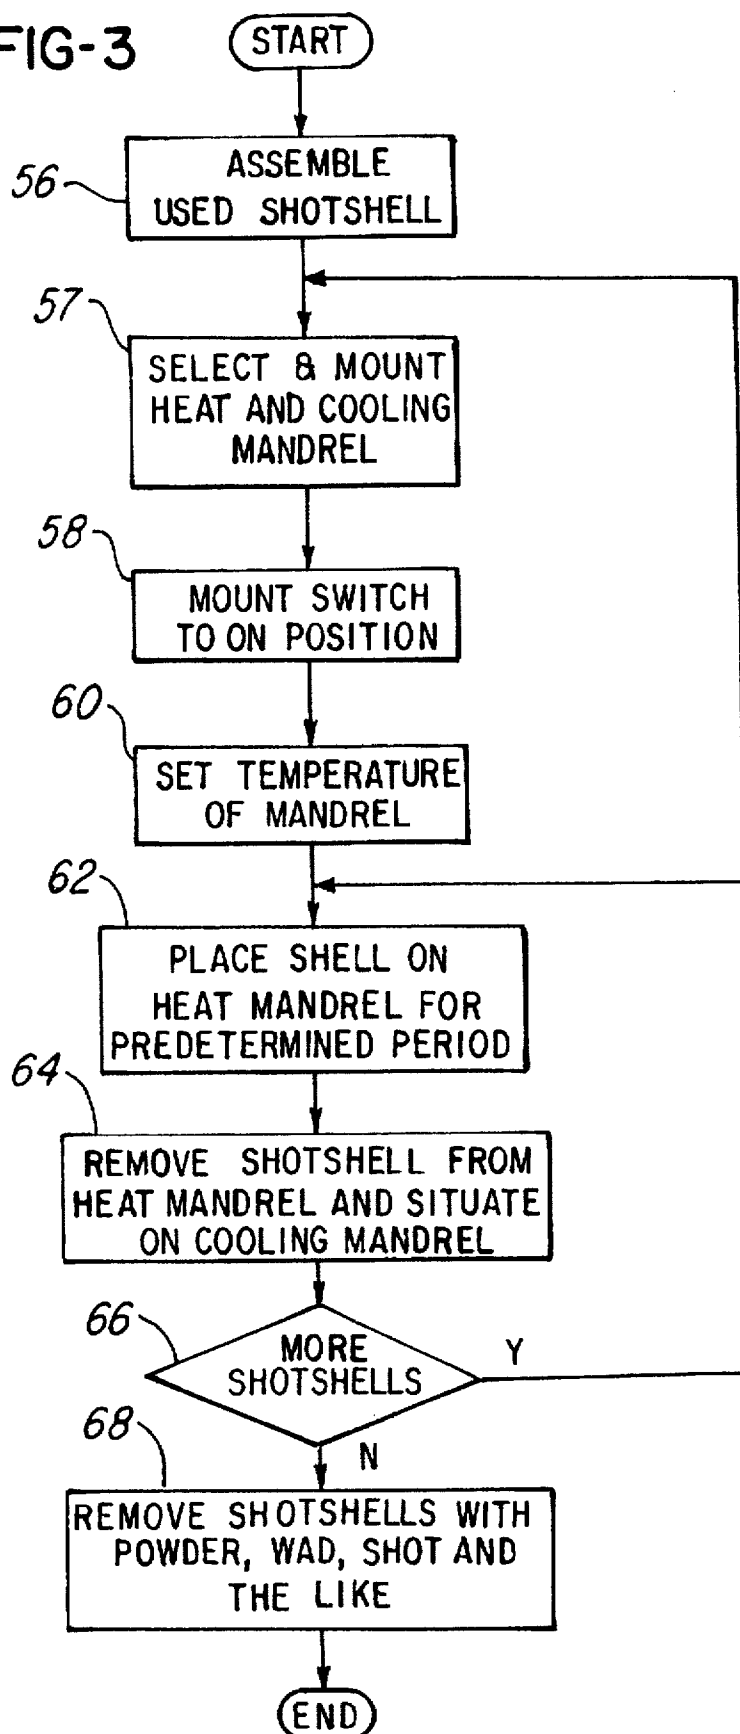 FIG-3
START
56
ASSEMBLE
USED SHOTSHELL
57
SELECT & MOUNT
HEAT AND COOLING
MANDREL
58
MOUNT SWITCH
TO ON POSITION
60
SET TEMPERATURE
OF MANDREL
62
PLACE SHELL ON
HEAT MANDREL FOR
PREDETERMINED PERIOD
64
REMOVE SHOTSHELL FROM
HEAT MANDREL AND SITUATE
ON COOLING MANDREL
66
MORE
SHOTSHELLS
Y
68
N
REMOVE SHOTSHELLS WITH
POWDER, WAD, SHOT AND
THE LIKE
END